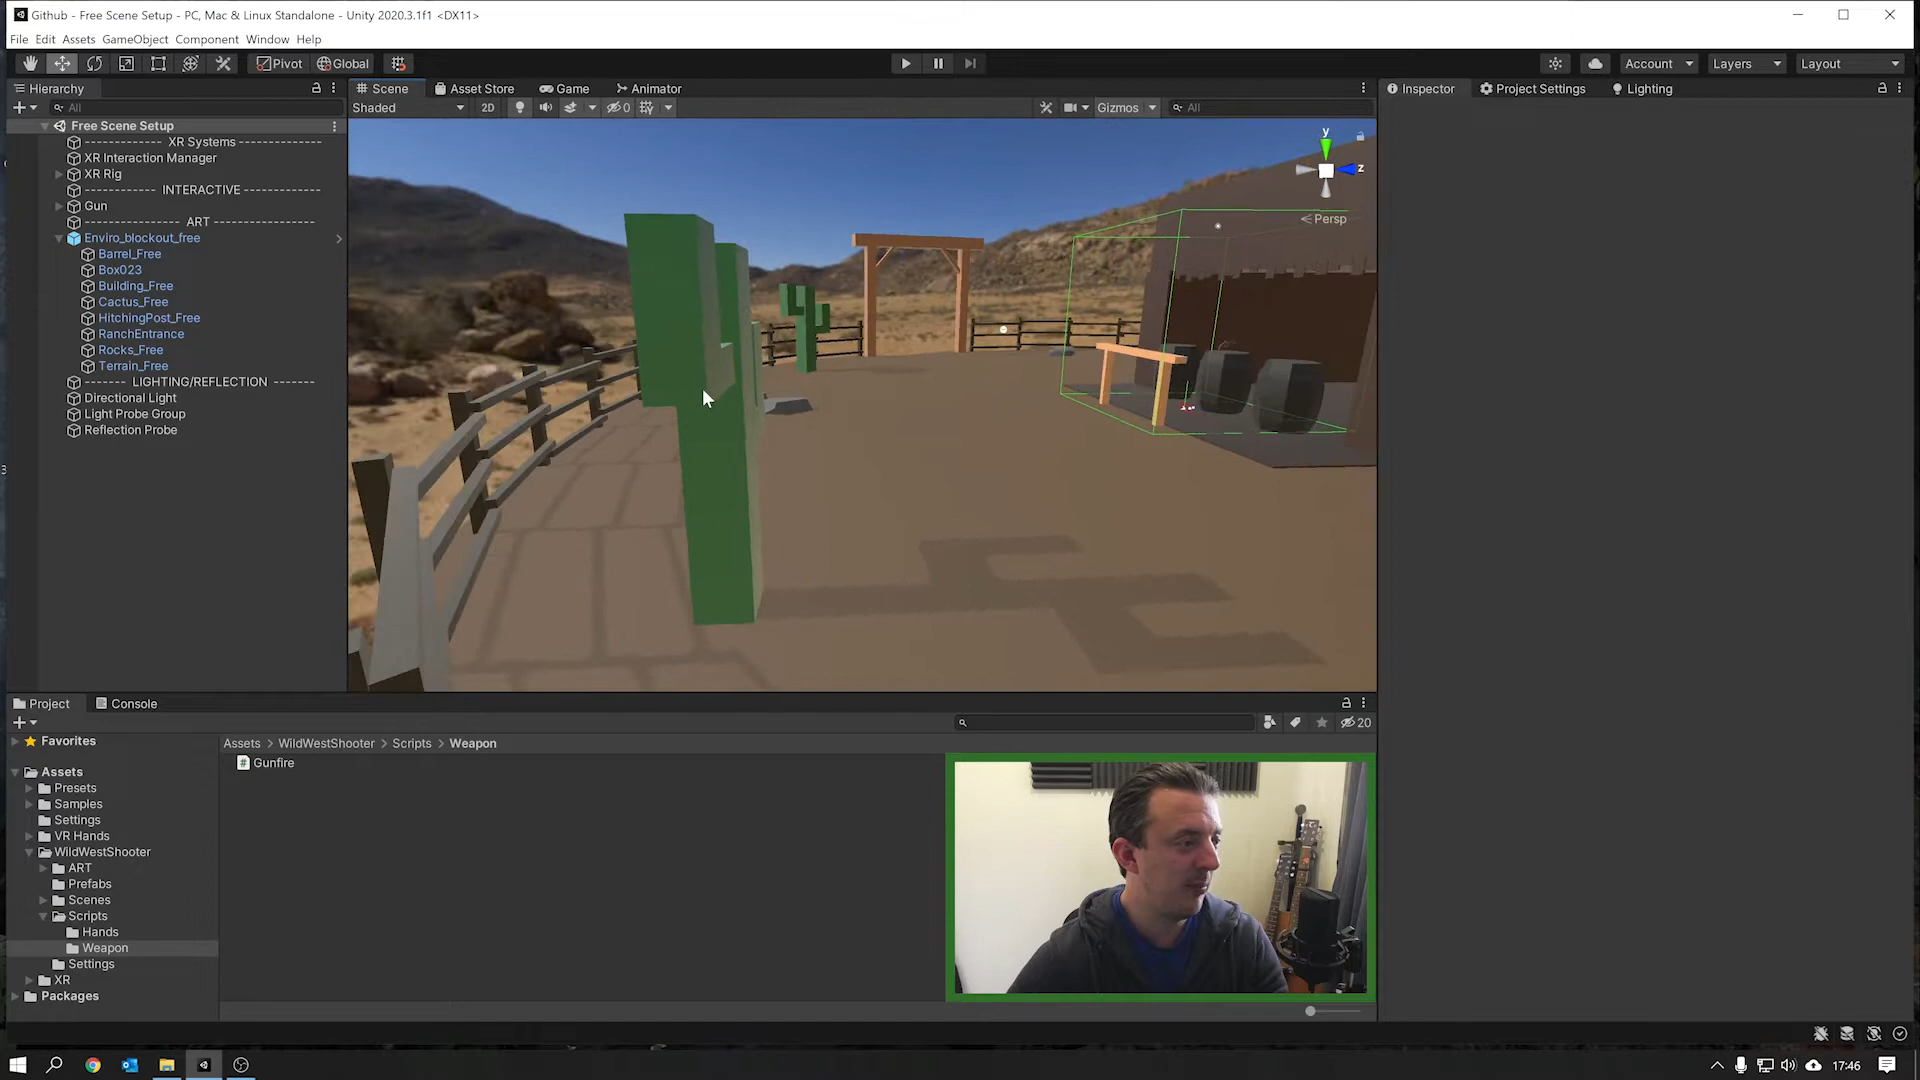 Github - Free Scene Setup - PC, Mac & Linux Standalone - Unity 2020.3.1f1 <DX11>
File Edit Assets GameObject Component Window Help
Pivot Global Account Layers Layout
Hierarchy
All
Free Scene Setup
------------ XR Systems -------------
XR Interaction Manager
XR Rig
------------ INTERACTIVE ------------
Gun
---------------- ART ----------------
Enviro_blockout_free
Barrel_Free
Box023
Building_Free
Cactus_Free
HitchingPost_Free
RanchEntrance
Rocks_Free
Terrain_Free
------- LIGHTING/REFLECTION -------
Directional Light
Light Probe Group
Reflection Probe
Scene Asset Store Game Animator
Shaded 2D 0 Gizmos All
y
z
Persp
Inspector Project Settings Lighting
Project Console
20
Favorites
Assets
Presets
Samples
Settings
VR Hands
WildWestShooter
ART
Prefabs
Scenes
Scripts
Hands
Weapon
Settings
XR
Packages
Assets > WildWestShooter > Scripts > Weapon
Gunfire
17:46